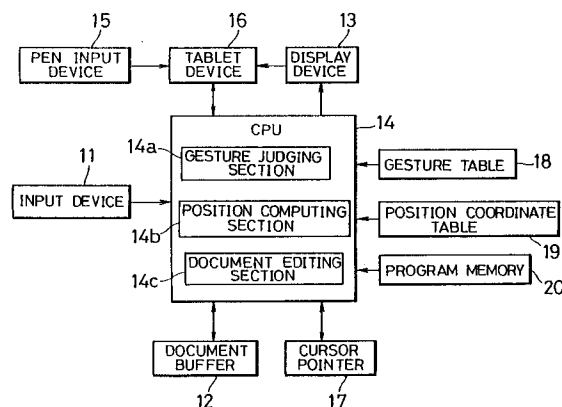 15
16
13
PEN INPUT
DEVICE
TABLET
DEVICE
DISPLAY
DEVICE
CPU
14
14a
GESTURE JUDGING
SECTION
GESTURE TABLE
18
11
INPUT DEVICE
POSITION COMPUTING
SECTION
14b
POSITION COORDINATE
TABLE
19
DOCUMENT EDITING
SECTION
14c
PROGRAM MEMORY
20
DOCUMENT
BUFFER
12
CURSOR
POINTER
17